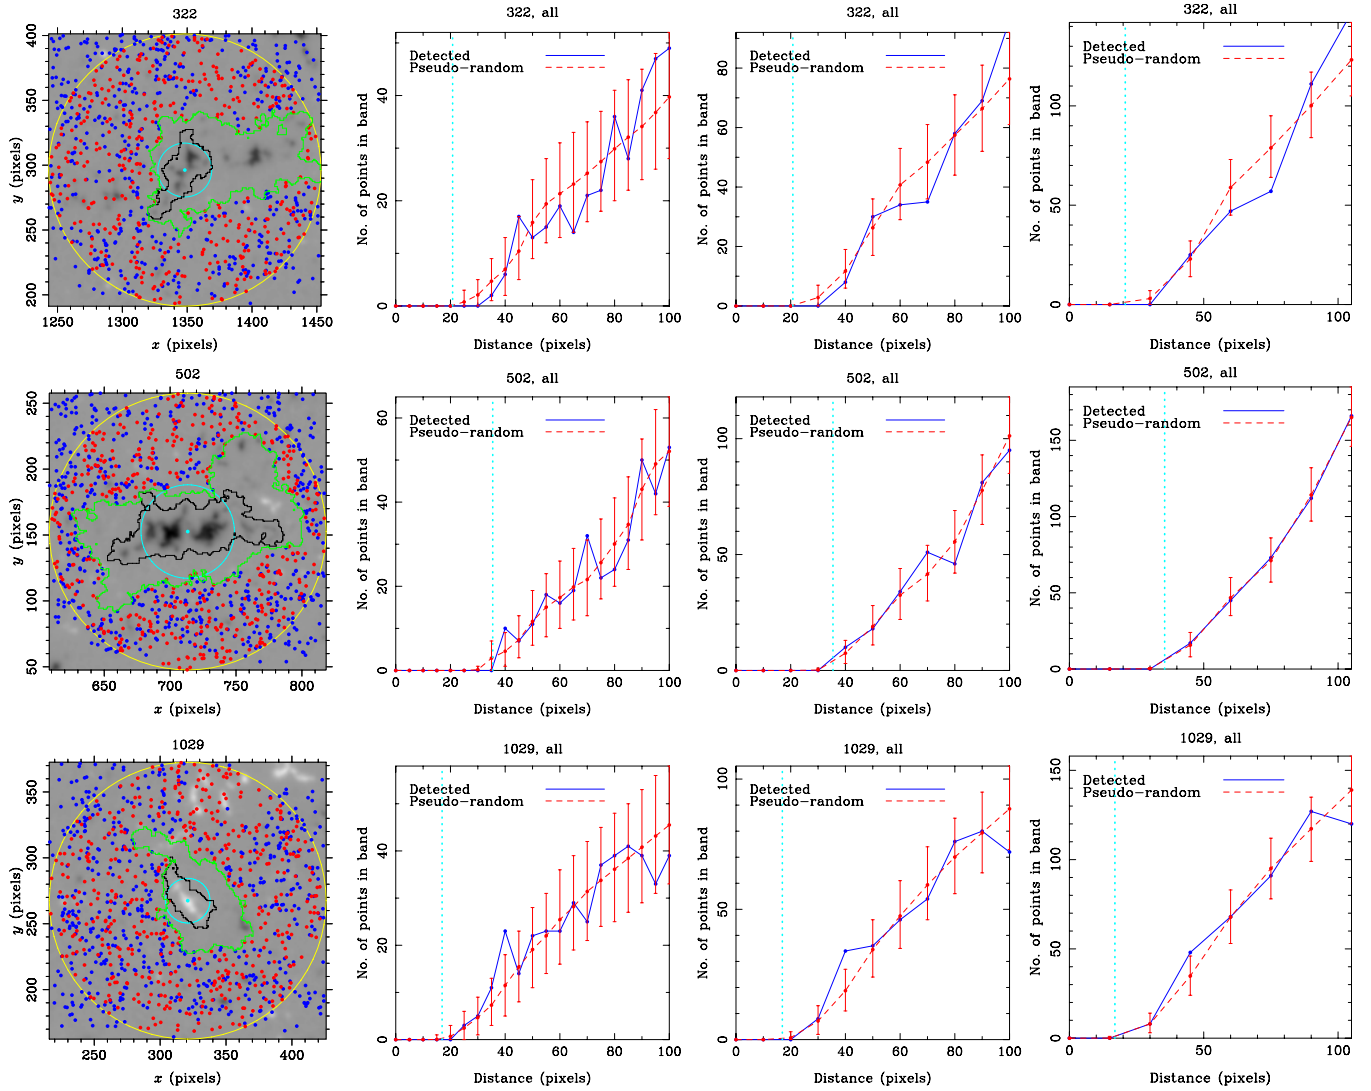 322
y (pixels)
200 250 300 350 400
1250 1300 1350 1400 1450
x (pixels)
322, all
Detected
Pseudo-random
No. of points in band
0 20 40
0 20 40 60 80 100
Distance (pixels)
322, all
Detected
Pseudo-random
No. of points in band
0 20 40 60 80
0 20 40 60 80 100
Distance (pixels)
322, all
Detected
Pseudo-random
No. of points in band
0 50 100
0 50 100
Distance (pixels)
502
y (pixels)
50 100 150 200 250
650 700 750 800
x (pixels)
502, all
Detected
Pseudo-random
No. of points in band
0 20 40 60
0 20 40 60 80 100
Distance (pixels)
502, all
Detected
Pseudo-random
No. of points in band
0 50 100
0 20 40 60 80 100
Distance (pixels)
502, all
Detected
Pseudo-random
No. of points in band
0 50 100 150
0 50 100
Distance (pixels)
1029
y (pixels)
200 250 300 350
250 300 350 400
x (pixels)
1029, all
Detected
Pseudo-random
No. of points in band
0 20 40
0 20 40 60 80 100
Distance (pixels)
1029, all
Detected
Pseudo-random
No. of points in band
0 50 100
0 20 40 60 80 100
Distance (pixels)
1029, all
Detected
Pseudo-random
No. of points in band
0 50 100 150
0 50 100
Distance (pixels)